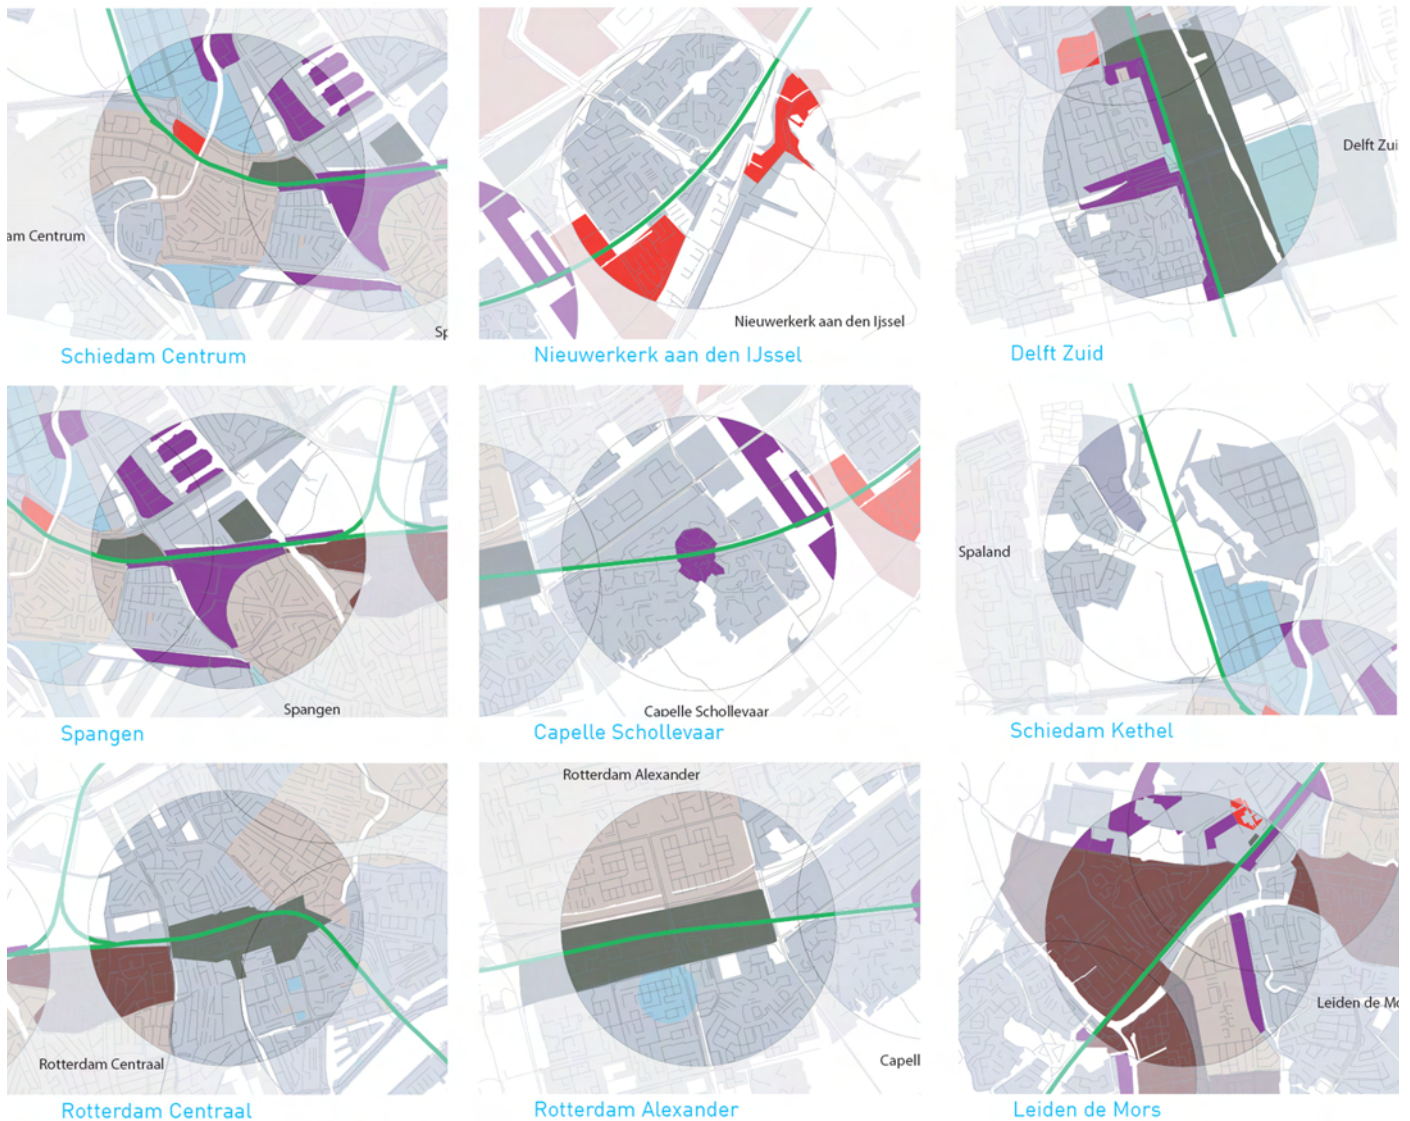 am Centrum
Sp
Schiedam Centrum
Nieuwerkerk aan den Ijssel
Nieuwerkerk aan den IJssel
Delft Zui
Delft Zuid
Spangen
Spangen
Capelle Schollevaar
Capelle Schollevaar
Spaland
Schiedam Kethel
Rotterdam Centraal
Rotterdam Centraal
Rotterdam Alexander
Capell
Rotterdam Alexander
Leiden de Mo
Leiden de Mors